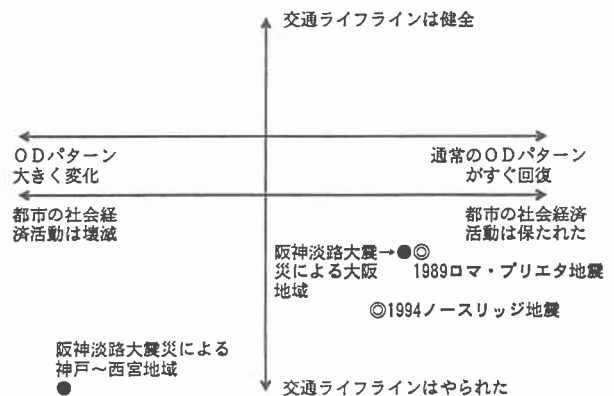 交通ライフラインは健全
ODパターン
大きく変化
通常のODパターン
がすぐ回復
都市の社会経
済活動は壊滅
都市の社会経済
活動は保たれた
阪神淡路大震→●◎
災による大阪
地域
1989ロマ・プリエタ地震
◎1994ノースリッジ地震
阪神淡路大震災による
神戸～西宮地域
●
交通ライフラインはやられた